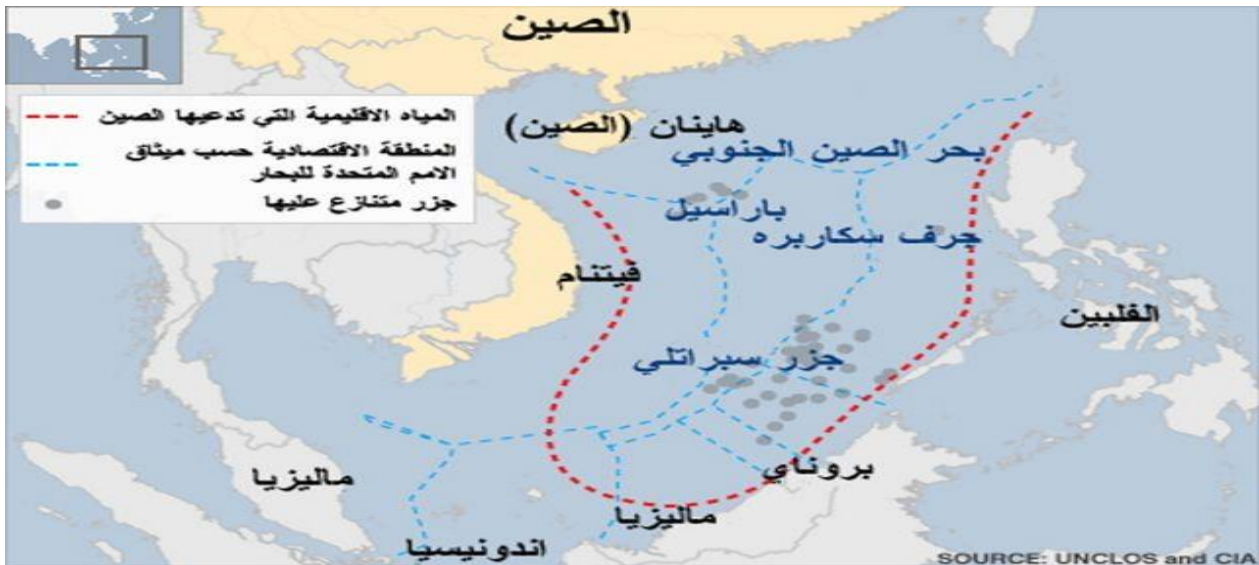 الصين
المياه الاقليمية التي تدعيها الصين
المنطقة الاقتصادية حسب ميثاق
الامم المتحدة للبحار
جزر متنازع عليها
هاينان (الصين)
بحر الصين الجنوبي
باراسيل
جرف سكاربره
فيتنام
الفلبين
جزر سبراتلي
بروناي
ماليزيا
ماليزيا
اندونيسيا
SOURCE: UNCLOS and CIA